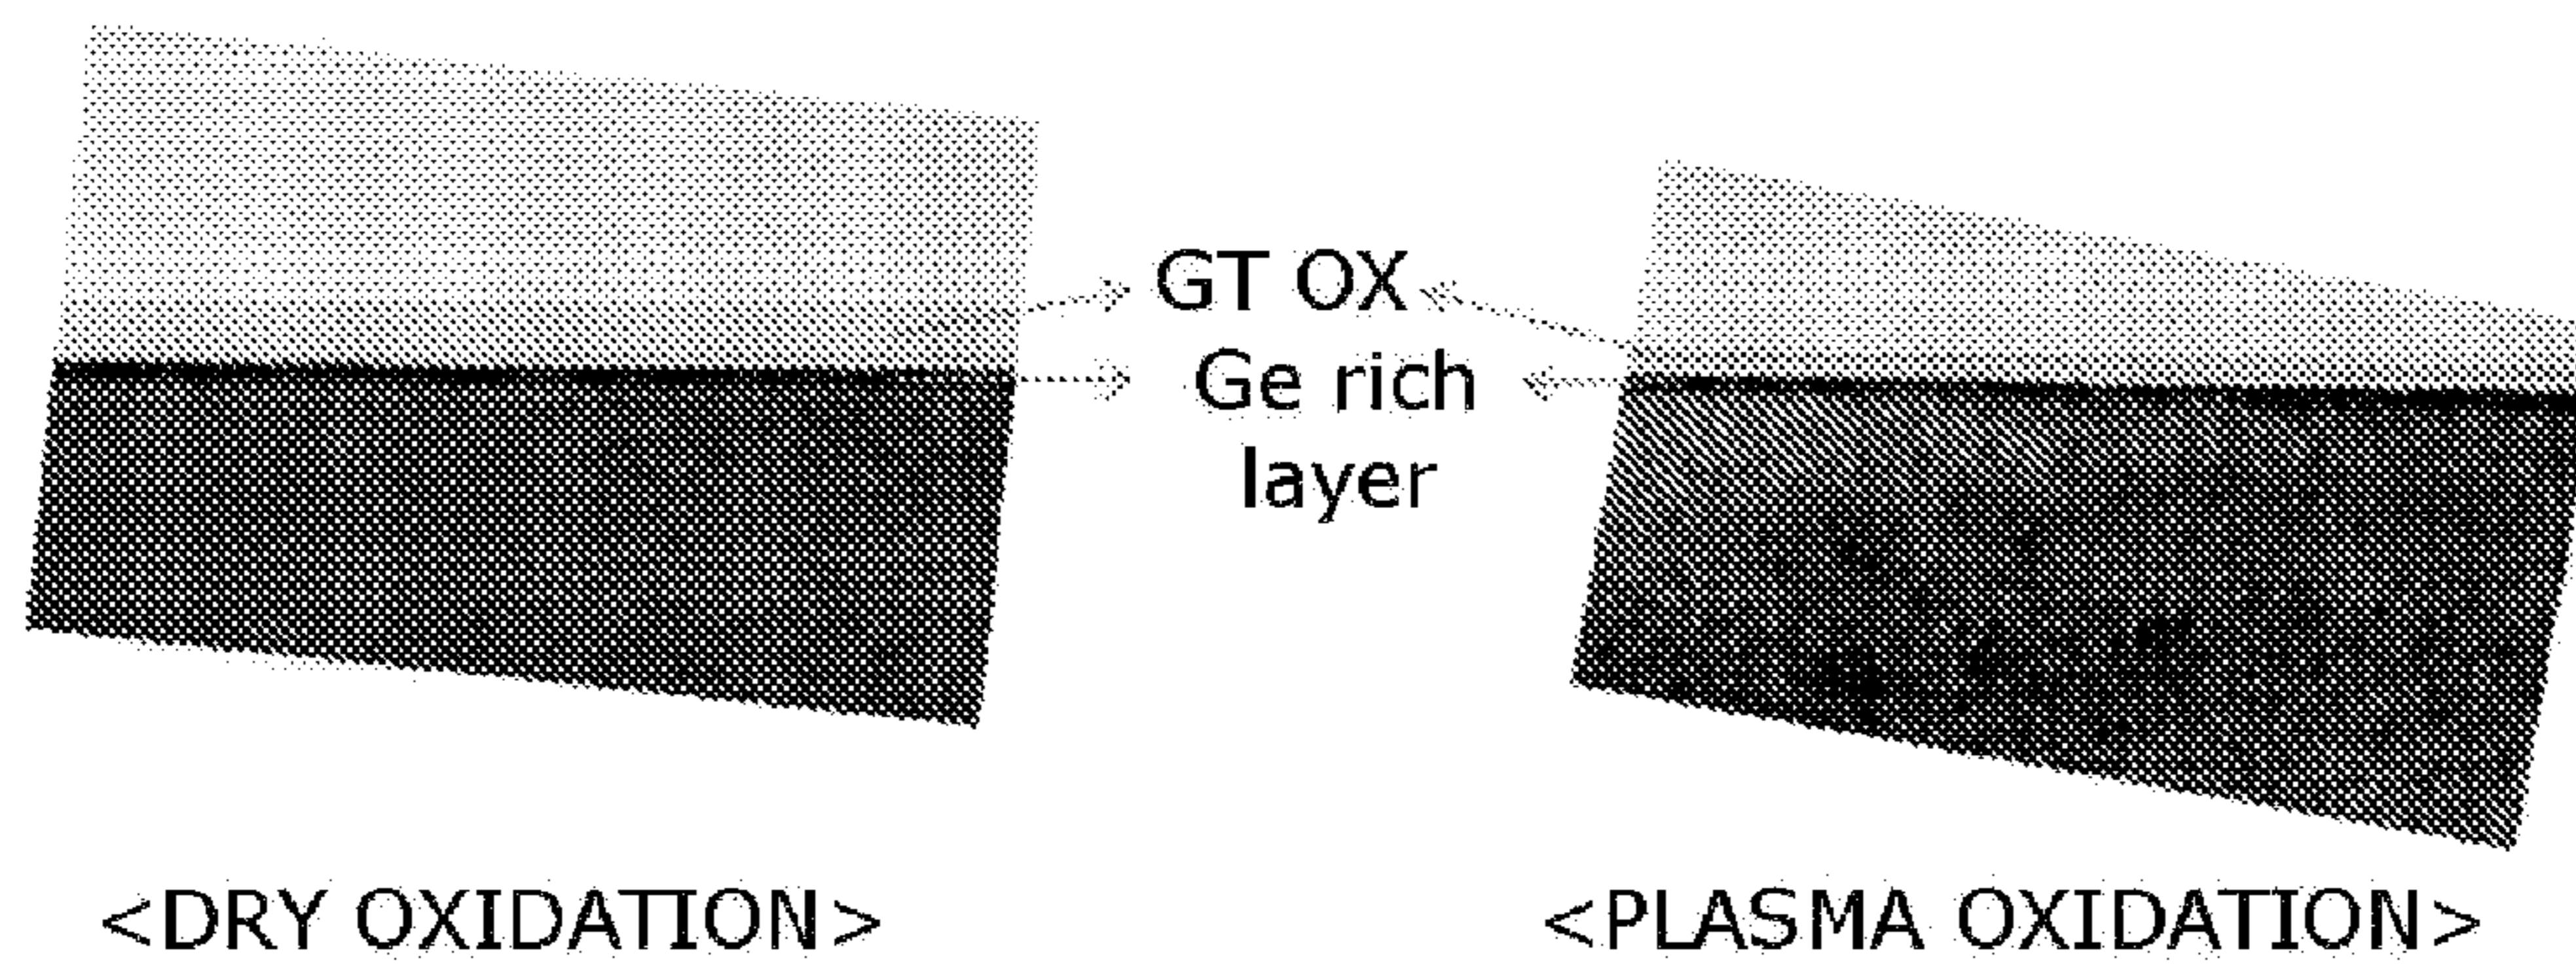 GT OX
Ge rich
layer
<DRY OXIDATION>
<PLASMA OXIDATION>